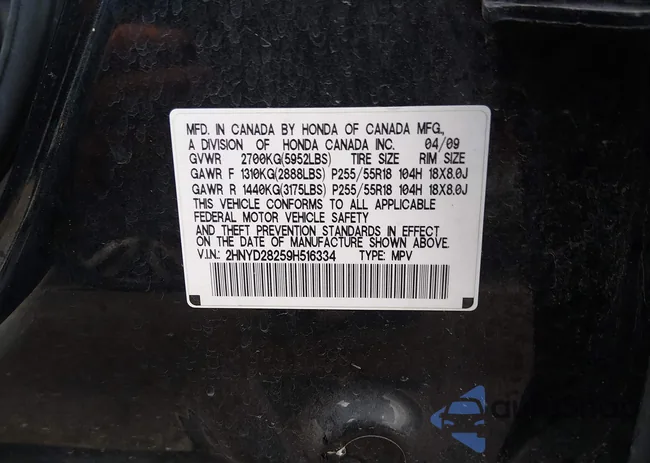 MFD. IN CANADA BY HONDA OF CANADA MFG.,
A DIVISION OF HONDA CANADA INC. 04/09
GVWR 2700KG(5952LBS) TIRE SIZE RIM SIZE
GAWR F 1310KG(2888LBS) P255/55R18 104H 18X8.0J
GAWR R 1440KG(3175LBS) P255/55R18 104H 18X8.0J
THIS VEHICLE CONFORMS TO ALL APPLICABLE
FEDERAL MOTOR VEHICLE SAFETY
AND THEFT PREVENTION STANDARDS IN EFFECT
ON THE DATE OF MANUFACTURE SHOWN ABOVE.
V.I.N.: 2HNYD28259H516334 TYPE: MPV